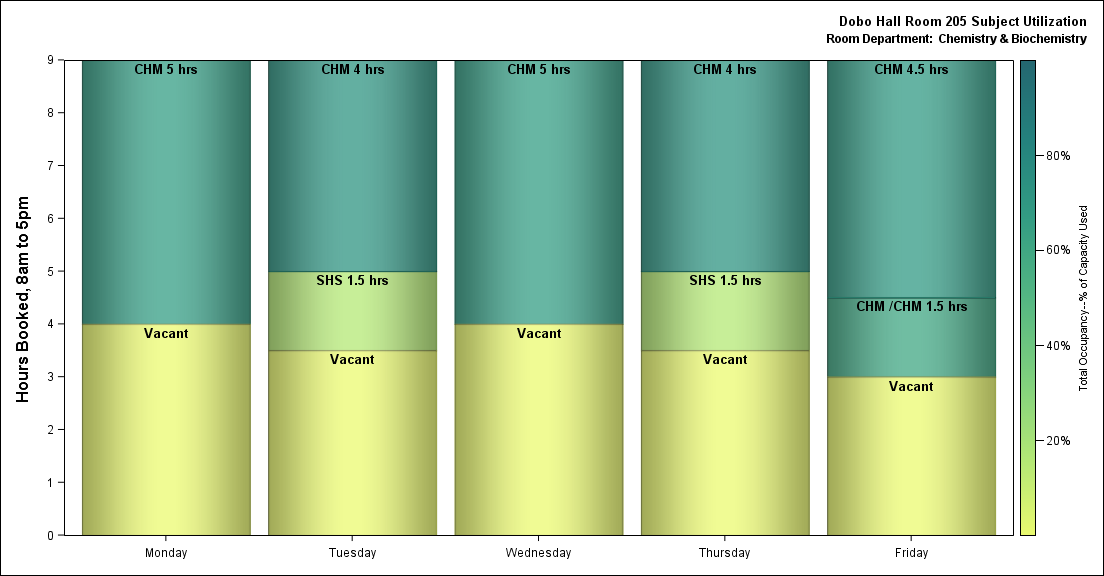 Dobo Hall Room 205 Subject Utilization
Room Department: Chemistry & Biochemistry
Hours Booked, 8am to 5pm
9
8
7
6
5
4
3
2
1
0
CHM 5 hrs
Vacant
CHM 4 hrs
SHS 1.5 hrs
Vacant
CHM 5 hrs
Vacant
CHM 4 hrs
SHS 1.5 hrs
Vacant
CHM 4.5 hrs
CHM /CHM 1.5 hrs
Vacant
Monday
Tuesday
Wednesday
Thursday
Friday
80%
60%
40%
20%
Total Occupancy--% of Capacity Used